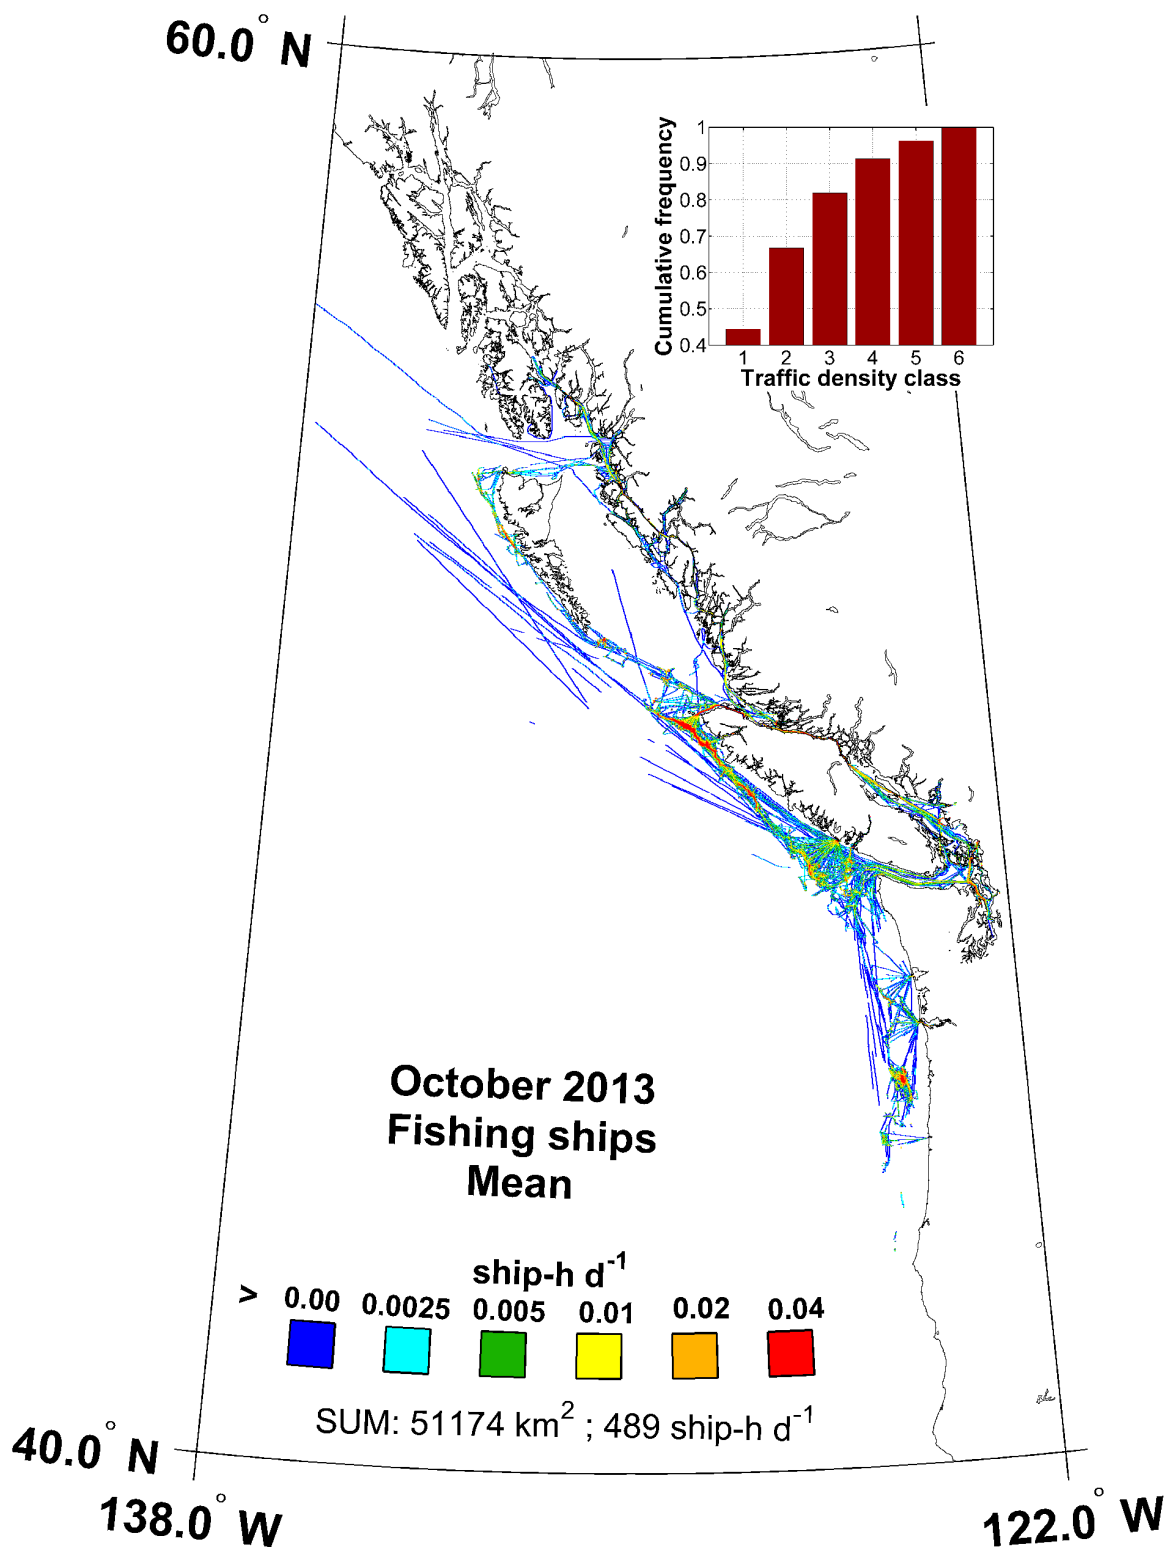 60.0° N
Cumulative frequency
1
0.9
0.8
0.7
0.6
0.5
0.4
1 2 3 4 5 6
Traffic density class
October 2013
Fishing ships
Mean
ship-h d⁻¹
> 0.00 0.0025 0.005 0.01 0.02 0.04
SUM: 51174 km² ; 489 ship-h d⁻¹
40.0° N
138.0° W
122.0° W